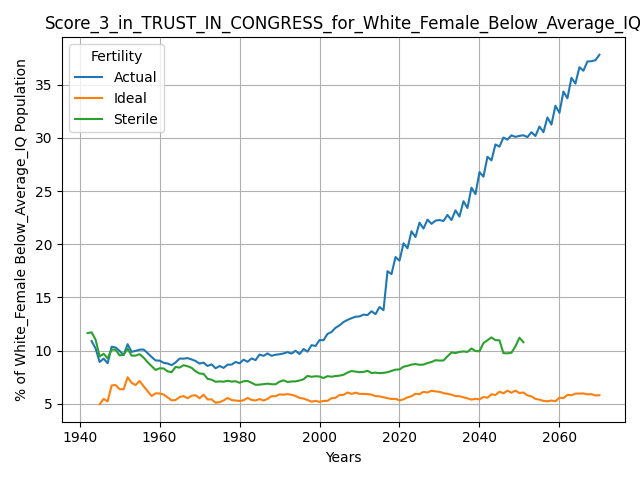 Score_3_in_TRUST_IN_CONGRESS_for_White_Female_Below_Average_IQ
Fertility
Actual
Ideal
Sterile
% of White_Female Below_Average_IQ Population
35
30
25
20
15
10
5
1940 1960 1980 2000 2020 2040 2060
Years